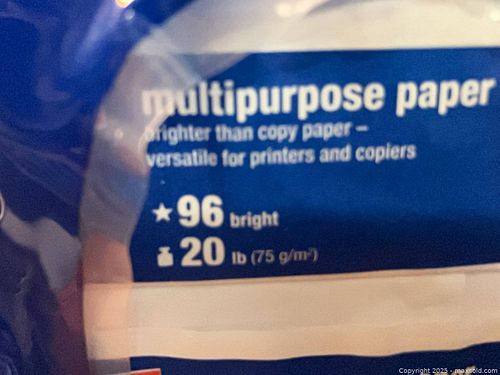 multipurpose paper
brighter than copy paper –
versatile for printers and copiers
96 bright
20 lb (75 g/m²)
Copyright 2025 - maxsold.com